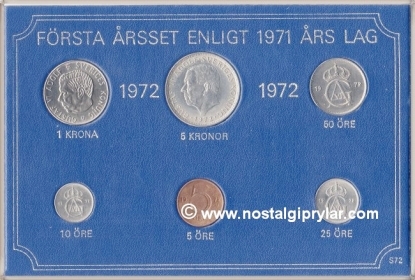 FÖRSTA ÅRSSET ENLIGT 1971 ÅRS LAG
1972
1972
1 KRONA
5 KRONOR
50 ÖRE
© www.nostalgiprylar.com
10 ÖRE
5 ÖRE
25 ÖRE
S72